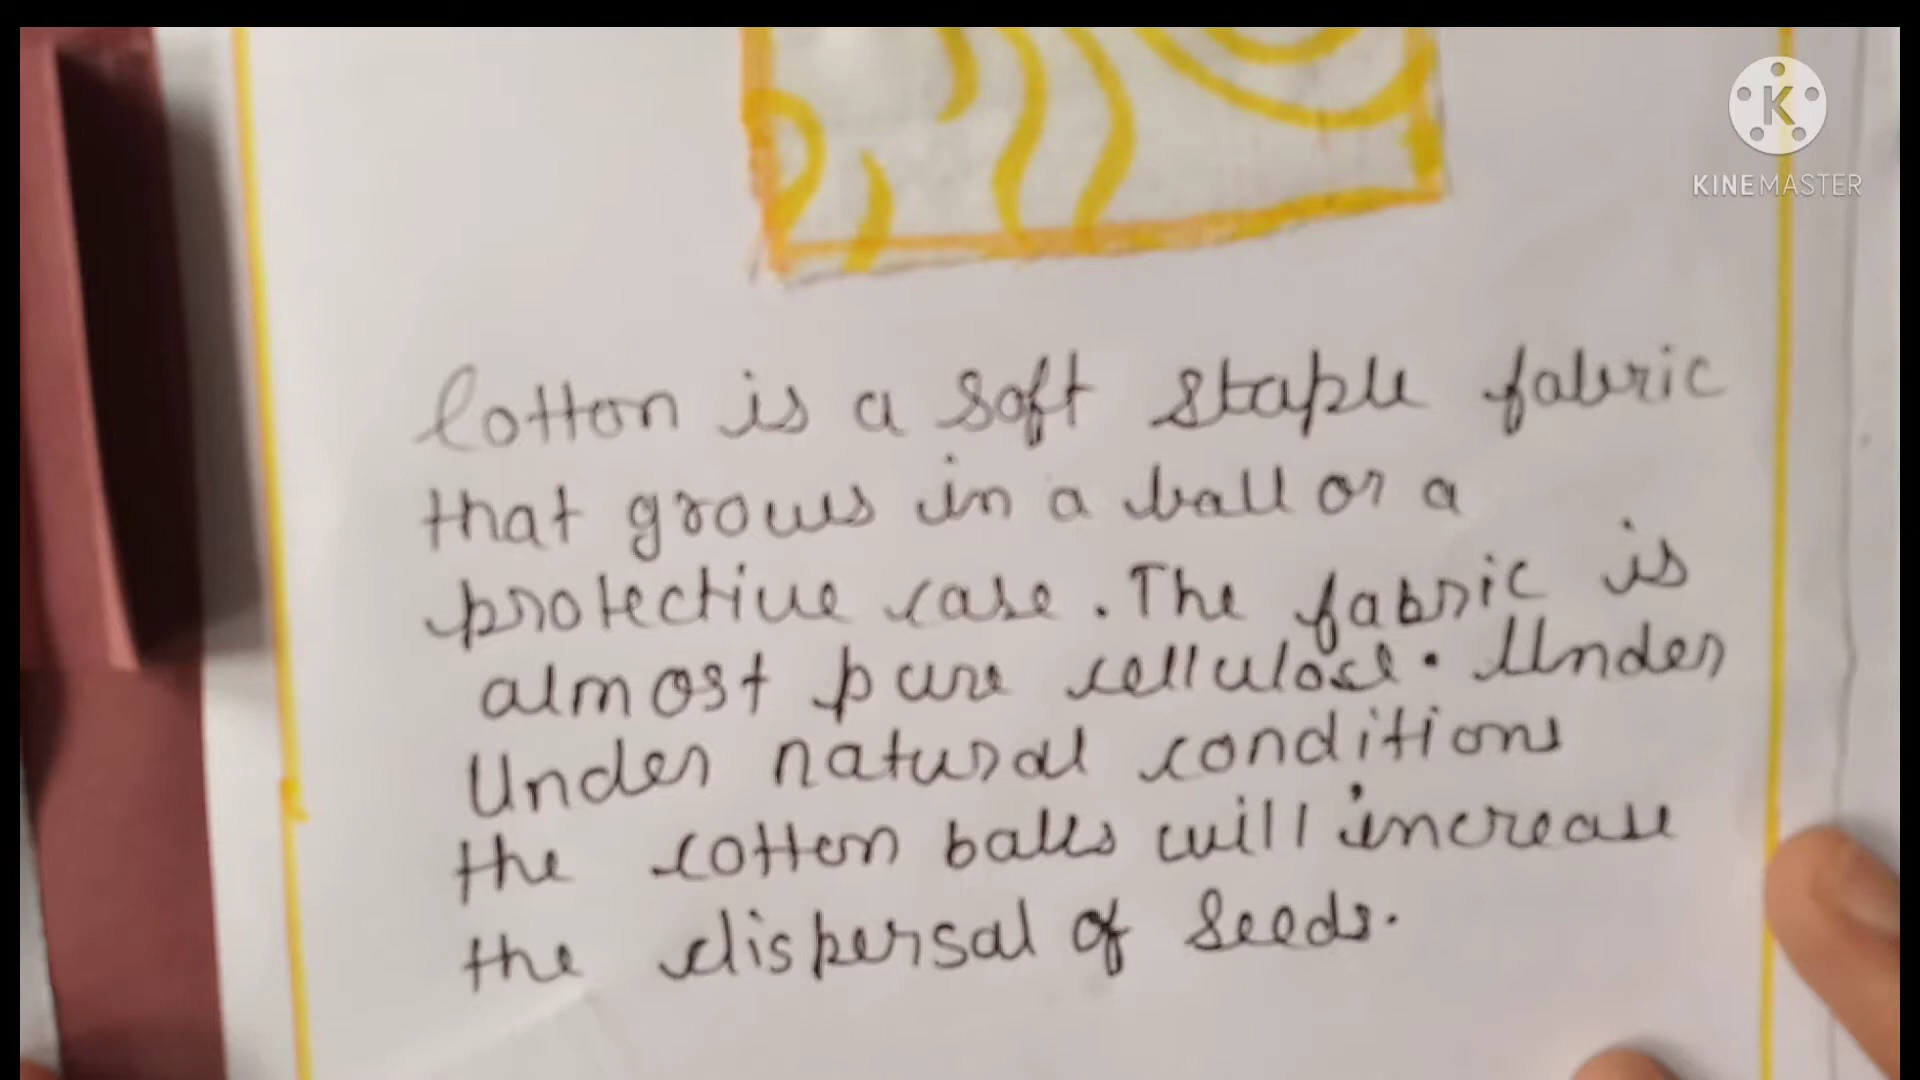 KINEMASTER
Cotton is a soft staple fabric
that grows in a ball or a
protective case. The fabric is
almost pure cellulose. Under
Under natural conditions
the cotton balls will increase
the dispersal of seeds.